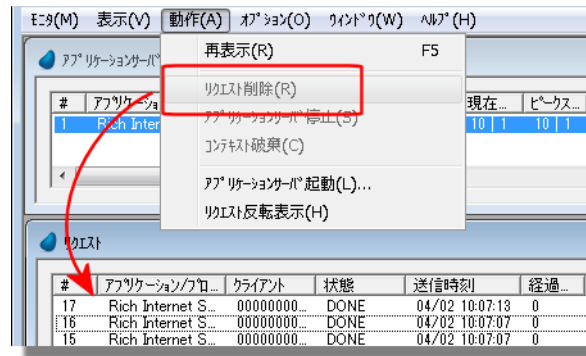 ﾓﾆﾀ(M) 表示(V) 動作(A) ｵﾌﾟｼｮﾝ(O) ｳｨﾝﾄﾞｳ(W) ﾍﾙﾌﾟ(H)
再表示(R) F5
ﾘｸｴｽﾄ削除(R)
ｱﾌﾟﾘｹｰｼｮﾝｻｰﾊﾞ停止(S)
ｺﾝﾃｷｽﾄ破棄(C)
ｱﾌﾟﾘｹｰｼｮﾝｻｰﾊﾞ起動(L)...
ﾘｸｴｽﾄ反転表示(H)
ｱﾌﾟﾘｹｰｼｮﾝｻｰﾊﾞ
# 現在... ﾋﾟｰｸｽ...
1 Rich Inter 10 | 1 10 | 1
ﾘｸｴｽﾄ
# ｱﾌﾟﾘｹｰｼｮﾝ/ﾌﾟﾛ... ｸﾗｲｱﾝﾄ 状態 送信時刻 経過...
17 Rich Internet S... 00000000... DONE 04/02 10:07:13 0
16 Rich Internet S... 00000000... DONE 04/02 10:07:07 0
15 Rich Internet S... 00000000... DONE 04/02 10:07:07 0